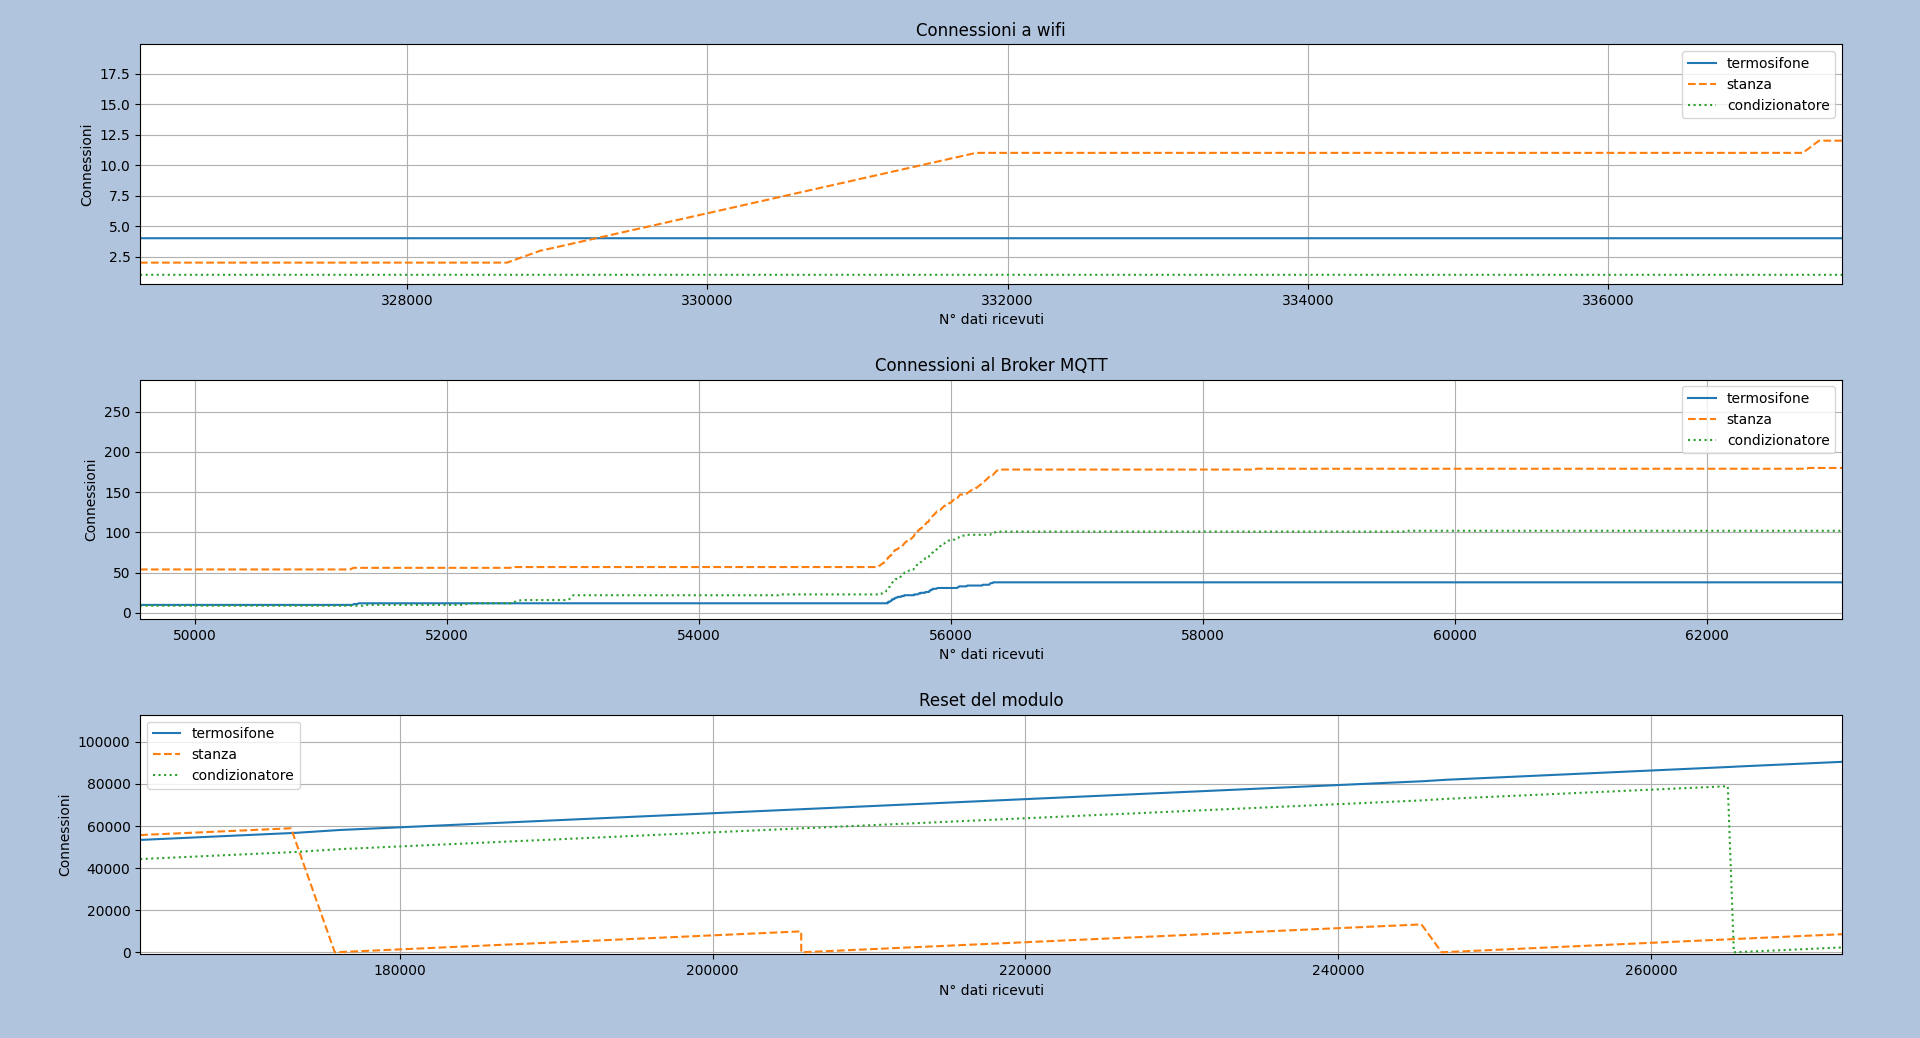 Connessioni a wifi
17.5
15.0
12.5
10.0
7.5
5.0
2.5
Connessioni
termosifone
stanza
condizionatore
328000 330000 332000 334000 336000
N° dati ricevuti
Connessioni al Broker MQTT
250
200
150
100
50
0
Connessioni
termosifone
stanza
condizionatore
50000 52000 54000 56000 58000 60000 62000
N° dati ricevuti
Reset del modulo
100000
80000
60000
40000
20000
0
Connessioni
termosifone
stanza
condizionatore
180000 200000 220000 240000 260000
N° dati ricevuti